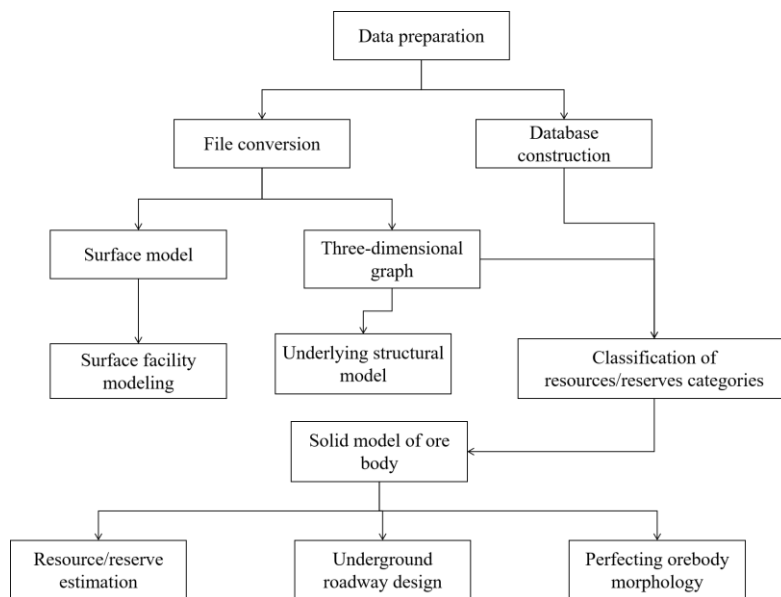 Data preparation
File conversion
Database
construction
Surface model
Three-dimensional
graph
Surface facility
modeling
Underlying structural
model
Classification of
resources/reserves categories
Solid model of ore
body
Resource/reserve
estimation
Underground
roadway design
Perfecting orebody
morphology